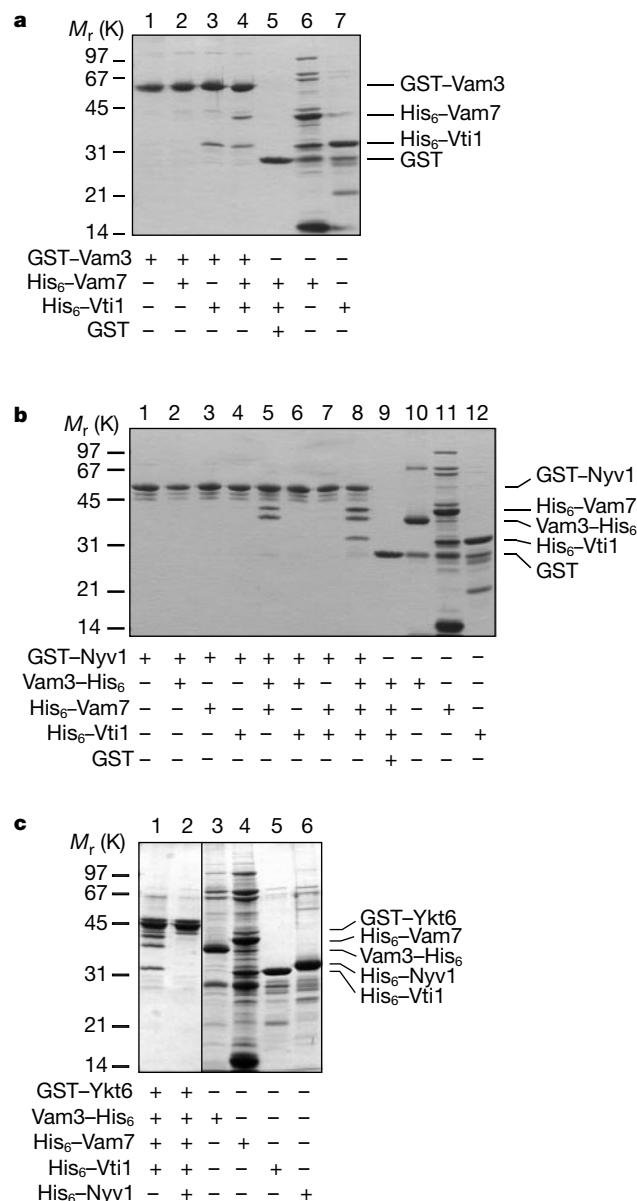 a
1 2 3 4 5 6 7
Mr (K)
97
67
45
31
21
14
GST–Vam3
His6–Vam7
His6–Vti1
GST
GST–Vam3 + + + + – – –
His6–Vam7 – + – + + + –
His6–Vti1 – – + + + – +
GST – – – – + – –
b
1 2 3 4 5 6 7 8 9 10 11 12
Mr (K)
97
67
45
31
21
14
GST–Nyv1
His6–Vam7
Vam3–His6
His6–Vti1
GST
GST–Nyv1 + + + + + + + + – – – –
Vam3–His6 – + – – + + – + + + – –
His6–Vam7 – – + – + – + + + – + –
His6–Vti1 – – – + – + + + + – – +
GST – – – – – – – – + – – –
c
1 2 3 4 5 6
Mr (K)
97
67
45
31
21
14
GST–Ykt6
His6–Vam7
Vam3–His6
His6–Nyv1
His6–Vti1
GST–Ykt6 + + – – – –
Vam3–His6 + + + – – –
His6–Vam7 + + – + – –
His6–Vti1 + + – – + –
His6–Nyv1 – + – – – +